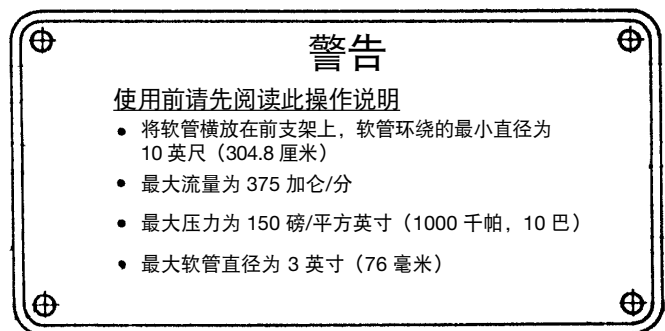 警告
使用前请先阅读此操作说明
• 将软管横放在前支架上，软管环绕的最小直径为
10 英尺（304.8 厘米）
• 最大流量为 375 加仑/分
• 最大压力为 150 磅/平方英寸（1000 千帕，10 巴）
• 最大软管直径为 3 英寸（76 毫米）